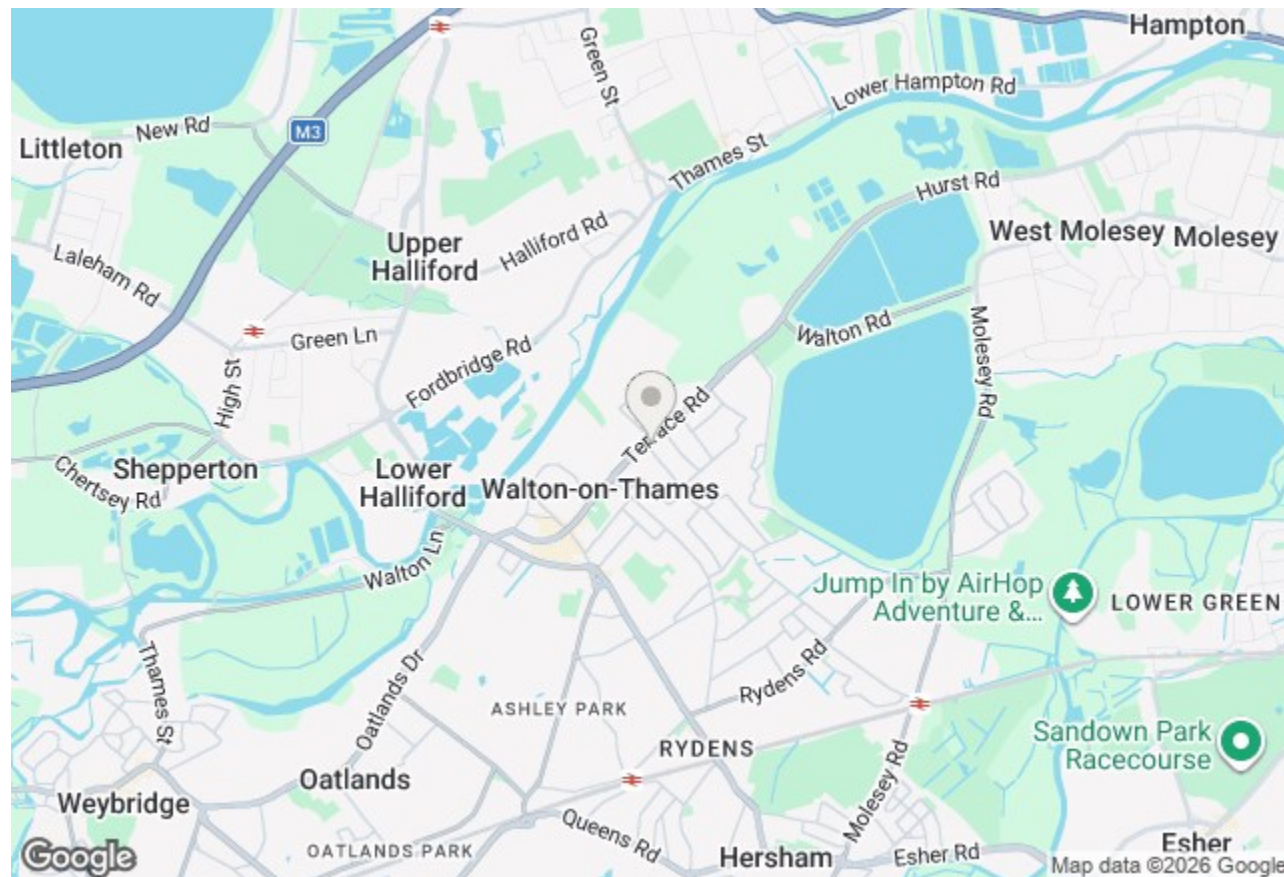 Hampton
Green St
Lower Hampton Rd
M3
New Rd
Littleton
Thames St
Hurst Rd
Upper
Halliford
Halliford Rd
West Molesey
Molesey
Laleham Rd
Green Ln
Walton Rd
Molesey Rd
High St
Fordbridge Rd
Terrace Rd
Shepperton
Chertsey Rd
Lower
Halliford
Walton-on-Thames
Walton Ln
Jump In by AirHop
Adventure &...
LOWER GREEN
Thames St
Oatlands Dr
Rydens Rd
ASHLEY PARK
RYDENS
Sandown Park
Racecourse
Oatlands
Weybridge
Molesey Rd
Queens Rd
OATLANDS PARK
Hersham
Esher Rd
Esher
Google
Map data ©2026 Google